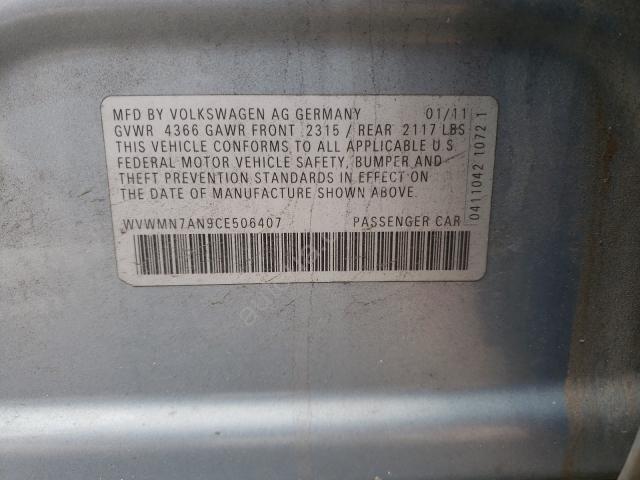 MFD BY VOLKSWAGEN AG GERMANY 01/11
GVWR 4366 GAWR FRONT 2315 / REAR 2117 LBS
THIS VEHICLE CONFORMS TO ALL APPLICABLE U S
FEDERAL MOTOR VEHICLE SAFETY, BUMPER AND
THEFT PREVENTION STANDARDS IN EFFECT ON
THE DATE OF MANUFACTURE SHOWN ABOVE.
WVWMN7AN9CE506407 PASSENGER CAR
0411042 1072 1